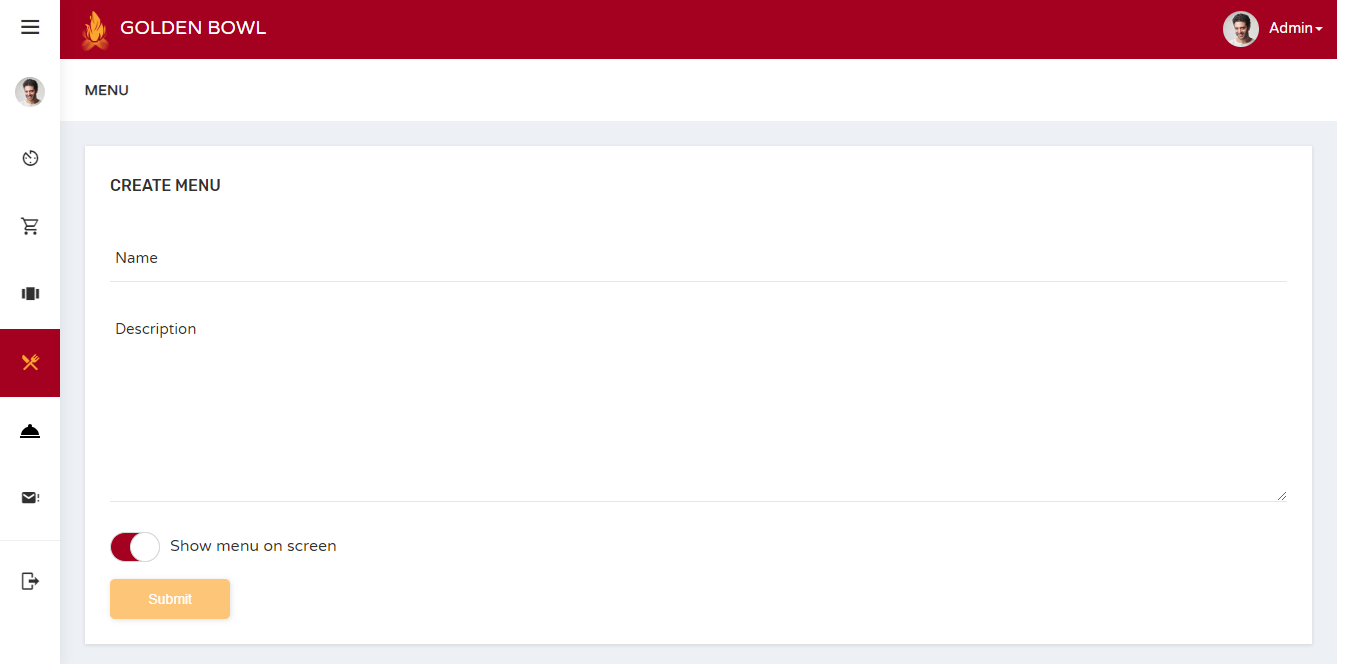 GOLDEN BOWL
Admin
MENU
CREATE MENU
Name
Description
Show menu on screen
Submit